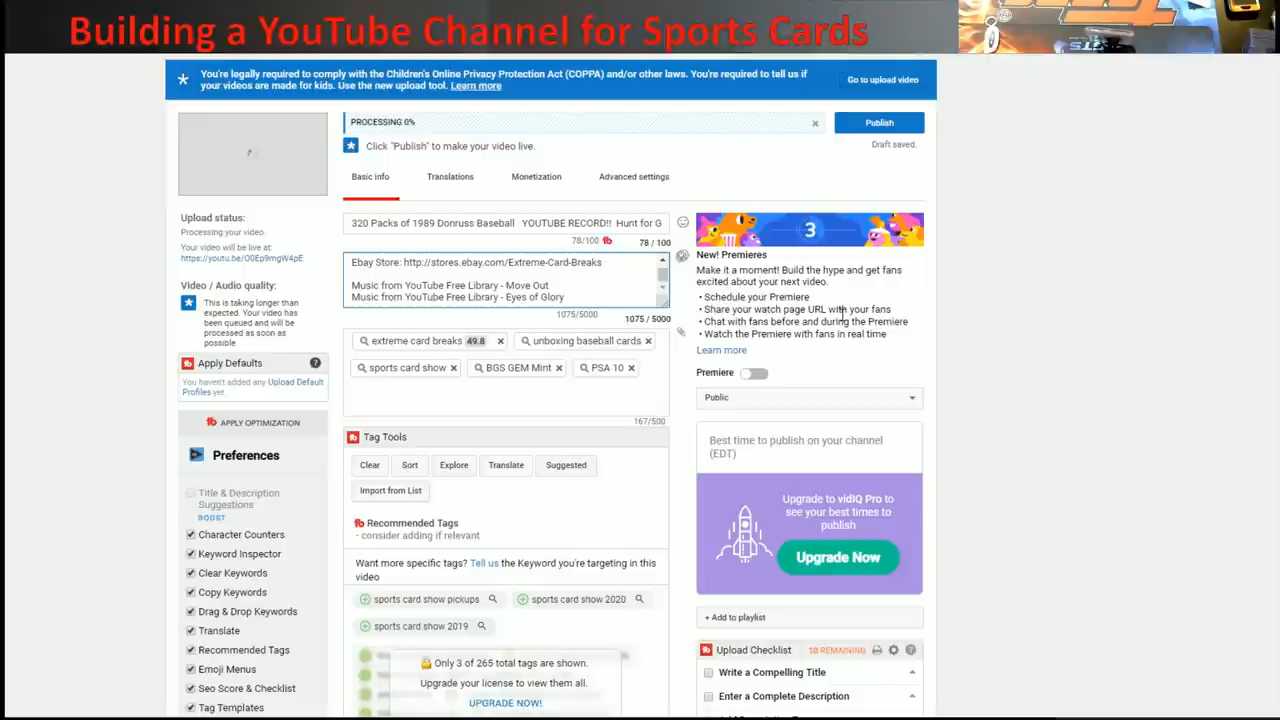 Building a YouTube Channel for Sports Cards
You're legally required to comply with the Children's Online Privacy Protection Act (COPPA) and/or other laws. You're required to tell us if
your videos are made for kids. Use the new upload tool. Learn more
Go to upload video
PROCESSING 0%
Publish
Click "Publish" to make your video live.
Draft saved.
Basic info
Translations
Monetization
Advanced settings
Upload status:
Processing your video.
Your video will be live at:
https://youtu.be/O0Ep9mgW4pE
Video / Audio quality:
This is taking longer than
expected. Your video has
been queued and will be
processed as soon as
possible
Apply Defaults
You haven't added any Upload Default
Profiles yet.
APPLY OPTIMIZATION
Preferences
Title & Description
Suggestions
BOOST
Character Counters
Keyword Inspector
Clear Keywords
Copy Keywords
Drag & Drop Keywords
Translate
Recommended Tags
Emoji Menus
Seo Score & Checklist
Tag Templates
320 Packs of 1989 Donruss Baseball YOUTUBE RECORD!! Hunt for G
78/100
78 / 100
Ebay Store: http://stores.ebay.com/Extreme-Card-Breaks
Music from YouTube Free Library - Move Out
Music from YouTube Free Library - Eyes of Glory
1075/5000
1075 / 5000
extreme card breaks 49.8
unboxing baseball cards
sports card show
BGS GEM Mint
PSA 10
167/500
Tag Tools
Clear
Sort
Explore
Translate
Suggested
Import from List
Recommended Tags
- consider adding if relevant
Want more specific tags? Tell us the Keyword you're targeting in this
video
sports card show pickups
sports card show 2020
sports card show 2019
Only 3 of 265 total tags are shown.
Upgrade your license to view them all.
UPGRADE NOW!
3
New! Premieres
Make it a moment! Build the hype and get fans
excited about your next video.
• Schedule your Premiere
• Share your watch page URL with your fans
• Chat with fans before and during the Premiere
• Watch the Premiere with fans in real time
Learn more
Premiere
Public
Best time to publish on your channel
(EDT)
Upgrade to vidIQ Pro to
see your best times to
publish
Upgrade Now
+ Add to playlist
Upload Checklist
10 REMAINING
Write a Compelling Title
Enter a Complete Description